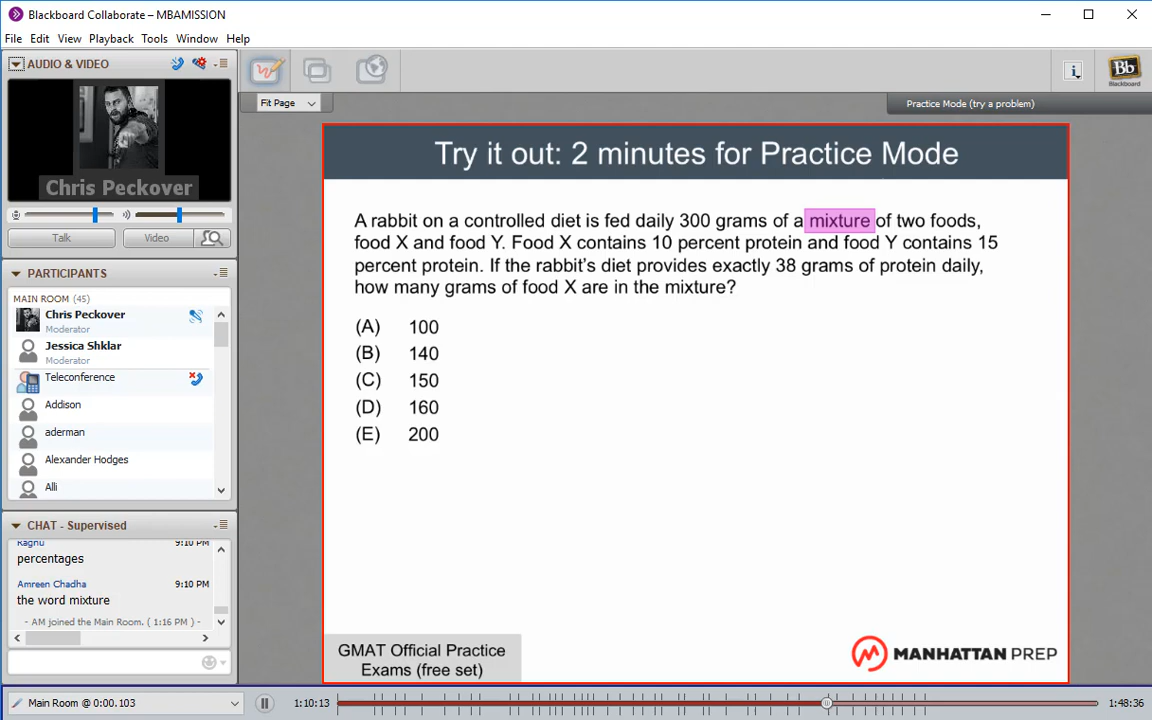 Blackboard Collaborate – MBAMISSION
File Edit View Playback Tools Window Help
AUDIO & VIDEO
Chris Peckover
Talk
Video
PARTICIPANTS
MAIN ROOM (45)
Chris Peckover
Moderator
Jessica Shklar
Moderator
Teleconference
Addison
aderman
Alexander Hodges
Alli
CHAT - Supervised
Raghu 9:10 PM
percentages
Amreen Chadha 9:10 PM
the word mixture
- AM joined the Main Room. ( 1:16 PM ) -
Main Room @ 0:00.103
Fit Page
i
Bb
Blackboard
Practice Mode (try a problem)
Try it out: 2 minutes for Practice Mode
A rabbit on a controlled diet is fed daily 300 grams of a mixture of two foods,
food X and food Y. Food X contains 10 percent protein and food Y contains 15
percent protein. If the rabbit's diet provides exactly 38 grams of protein daily,
how many grams of food X are in the mixture?
(A) 100
(B) 140
(C) 150
(D) 160
(E) 200
GMAT Official Practice
Exams (free set)
MANHATTAN PREP
1:10:13
1:48:36